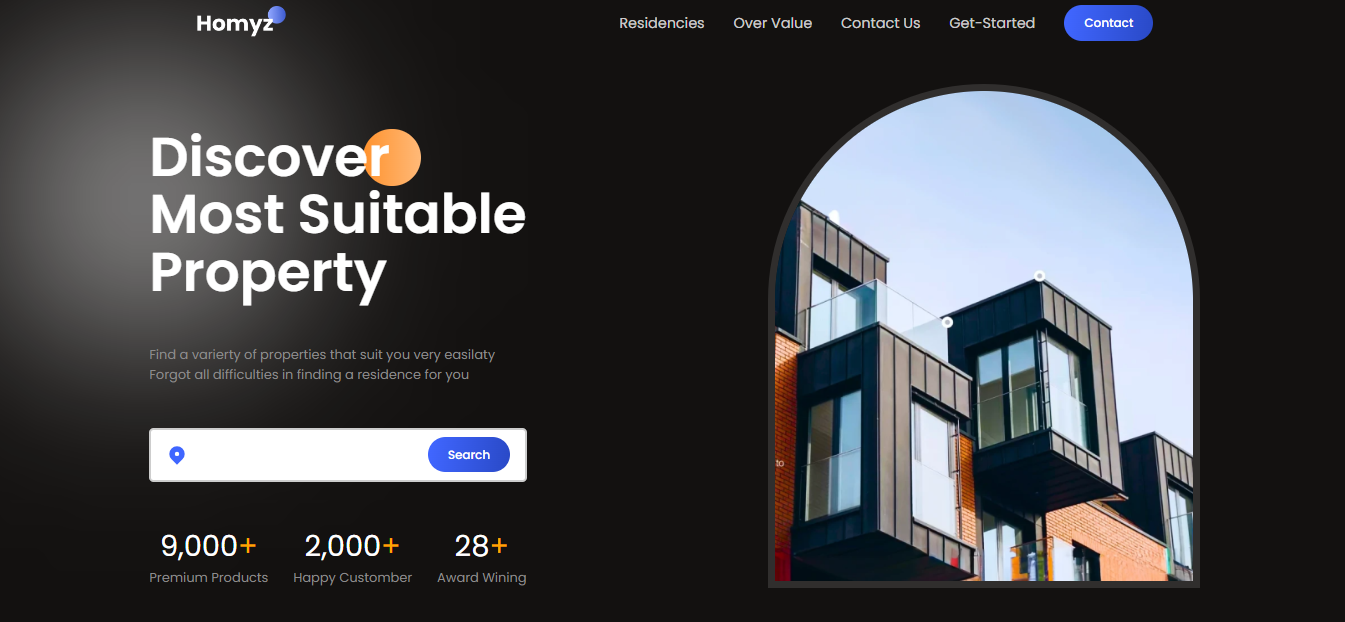 Homyz
Residencies
Over Value
Contact Us
Get-Started
Contact
Discover
Most Suitable
Property
Find a varierty of properties that suit you very easilaty
Forgot all difficulties in finding a residence for you
Search
9,000+
2,000+
28+
Premium Products
Happy Customber
Award Wining
to